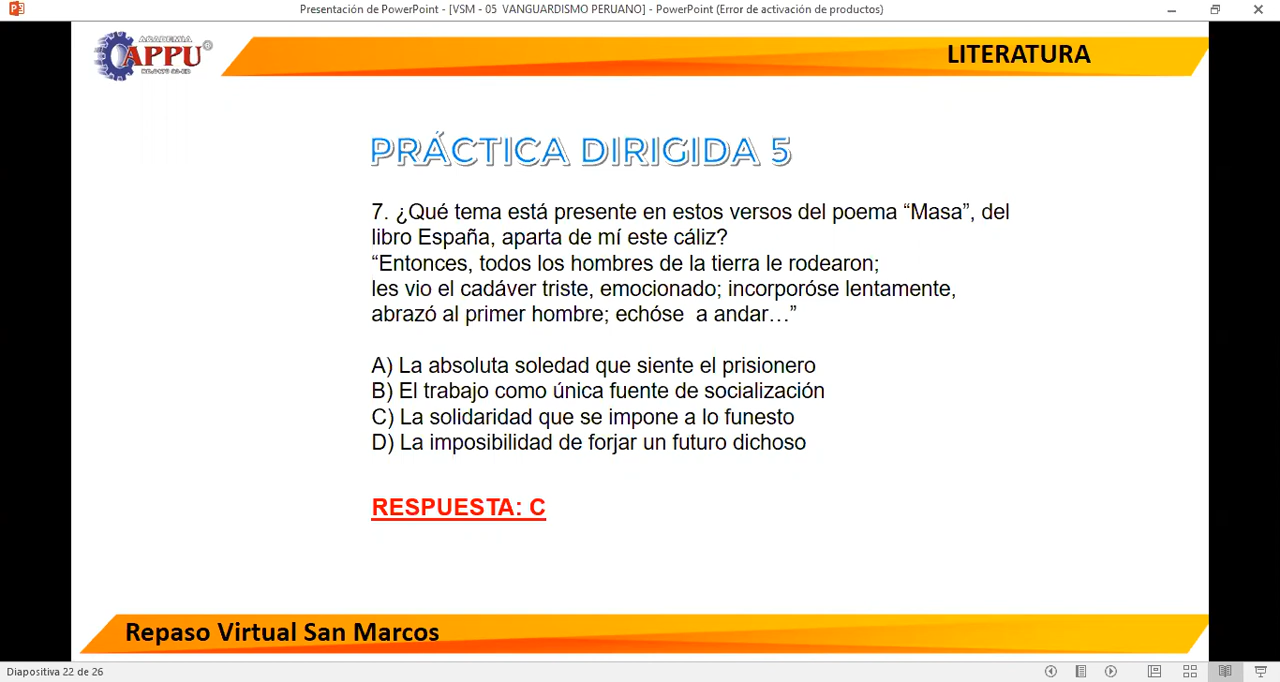 Presentación de PowerPoint - [VSM - 05 VANGUARDISMO PERUANO] - PowerPoint (Error de activación de productos)
ACADEMIA
APPU
LITERATURA
PRÁCTICA DIRIGIDA 5
7. ¿Qué tema está presente en estos versos del poema “Masa”, del
libro España, aparta de mí este cáliz?
“Entonces, todos los hombres de la tierra le rodearon;
les vio el cadáver triste, emocionado; incorporóse lentamente,
abrazó al primer hombre; echóse a andar…”
A) La absoluta soledad que siente el prisionero
B) El trabajo como única fuente de socialización
C) La solidaridad que se impone a lo funesto
D) La imposibilidad de forjar un futuro dichoso
RESPUESTA: C
Repaso Virtual San Marcos
Diapositiva 22 de 26